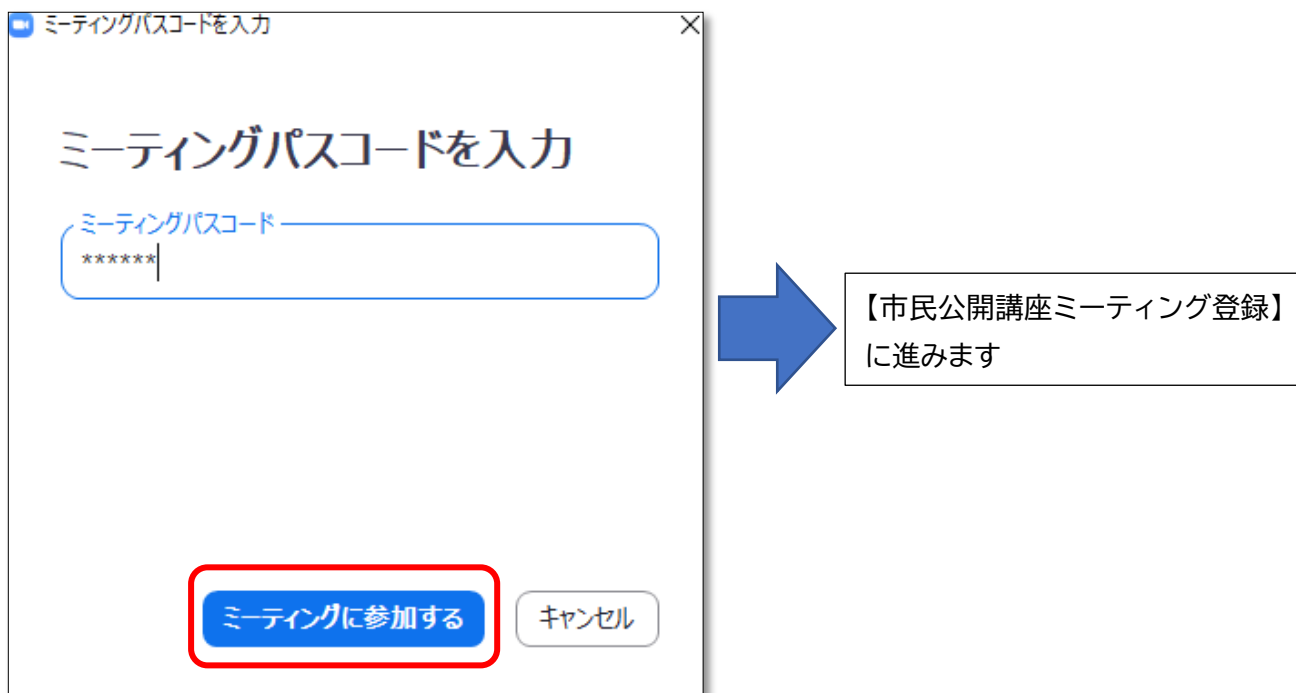 ミーティングパスコードを入力
ミーティングパスコードを入力
ミーティングパスコード
******
ミーティングに参加する
キャンセル
【市民公開講座ミーティング登録】
に進みます